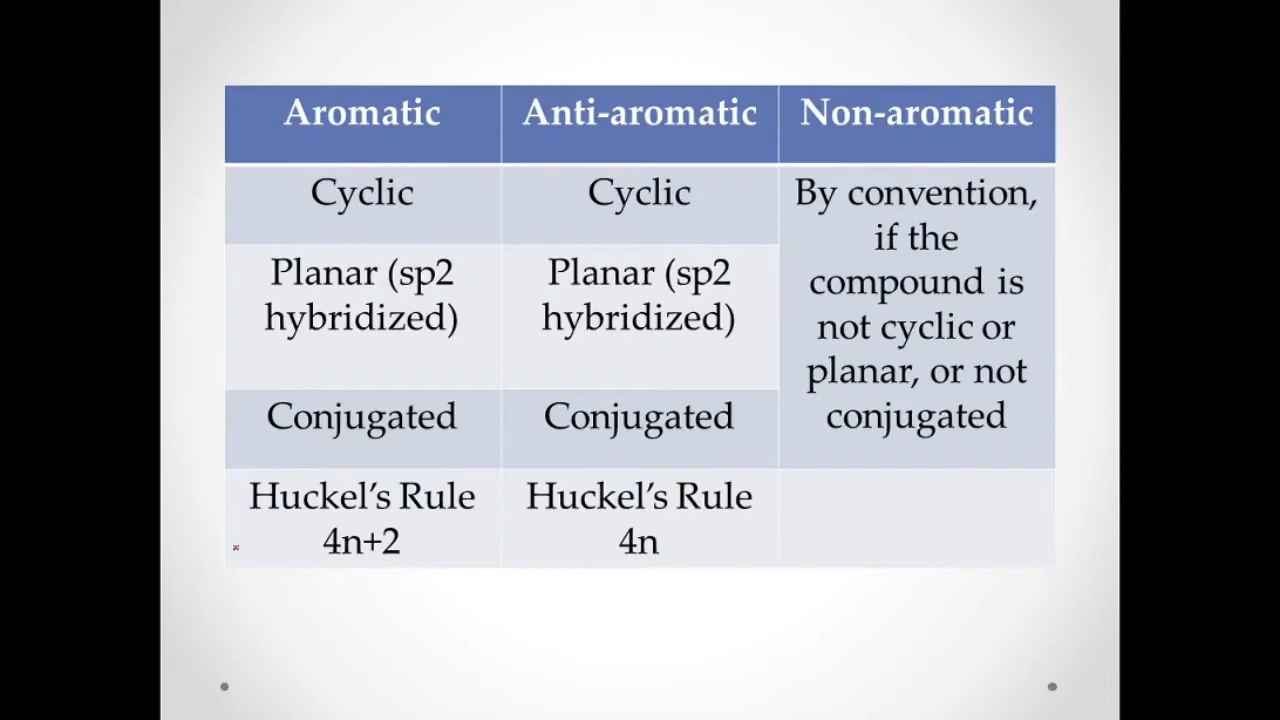 Aromatic
Anti-aromatic
Non-aromatic
Cyclic
Cyclic
By convention,
if the
compound is
not cyclic or
planar, or not
conjugated
Planar (sp2
hybridized)
Planar (sp2
hybridized)
Conjugated
Conjugated
Huckel’s Rule
4n+2
Huckel’s Rule
4n